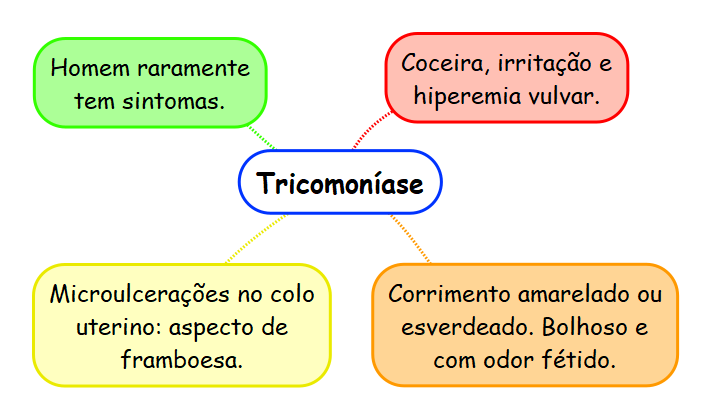 Homem raramente
tem sintomas.
Coceira, irritação e
hiperemia vulvar.
Tricomoníase
Microulcerações no colo
uterino: aspecto de
framboesa.
Corrimento amarelado ou
esverdeado. Bolhoso e
com odor fétido.